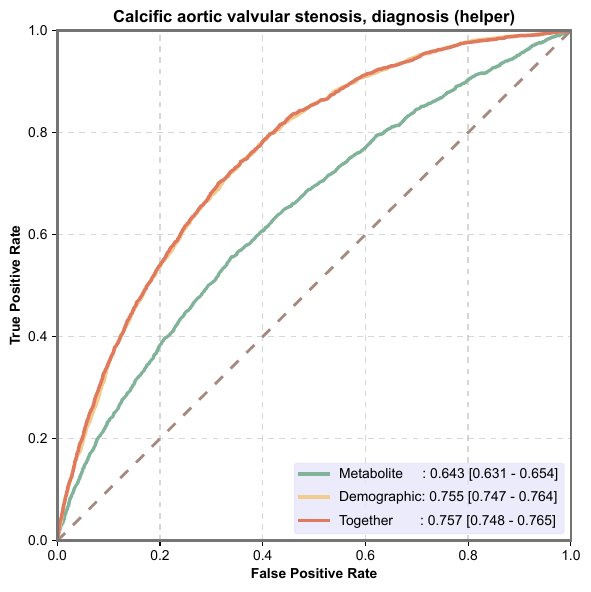 Calcific aortic valvular stenosis, diagnosis (helper)
True Positive Rate
1.0
0.8
0.6
0.4
0.2
0.0
Metabolite : 0.643 [0.631 - 0.654]
Demographic: 0.755 [0.747 - 0.764]
Together : 0.757 [0.748 - 0.765]
0.0 0.2 0.4 0.6 0.8 1.0
False Positive Rate